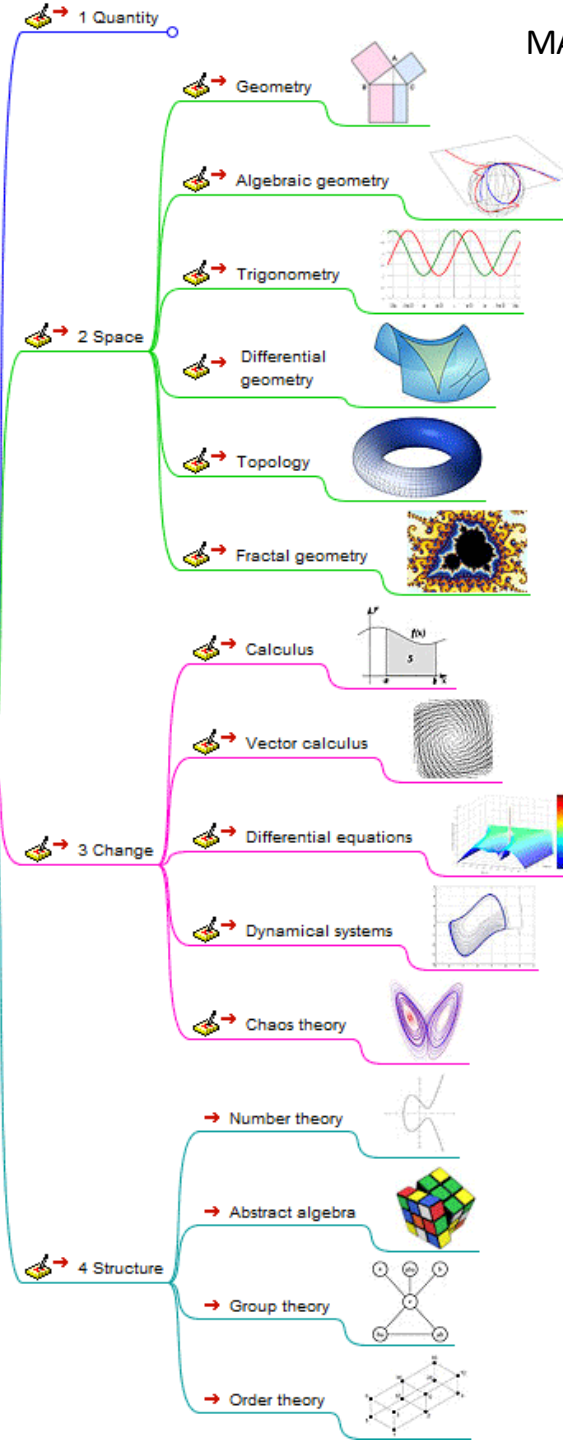 1 Quantity
MA
Geometry
A
B
C
Algebraic geometry
Trigonometry
2 Space
Differential
geometry
Topology
Fractal geometry
Calculus
y
f(x)
S
a
b
x
Vector calculus
Differential equations
3 Change
Dynamical systems
Chaos theory
Number theory
Abstract algebra
4 Structure
Group theory
Order theory